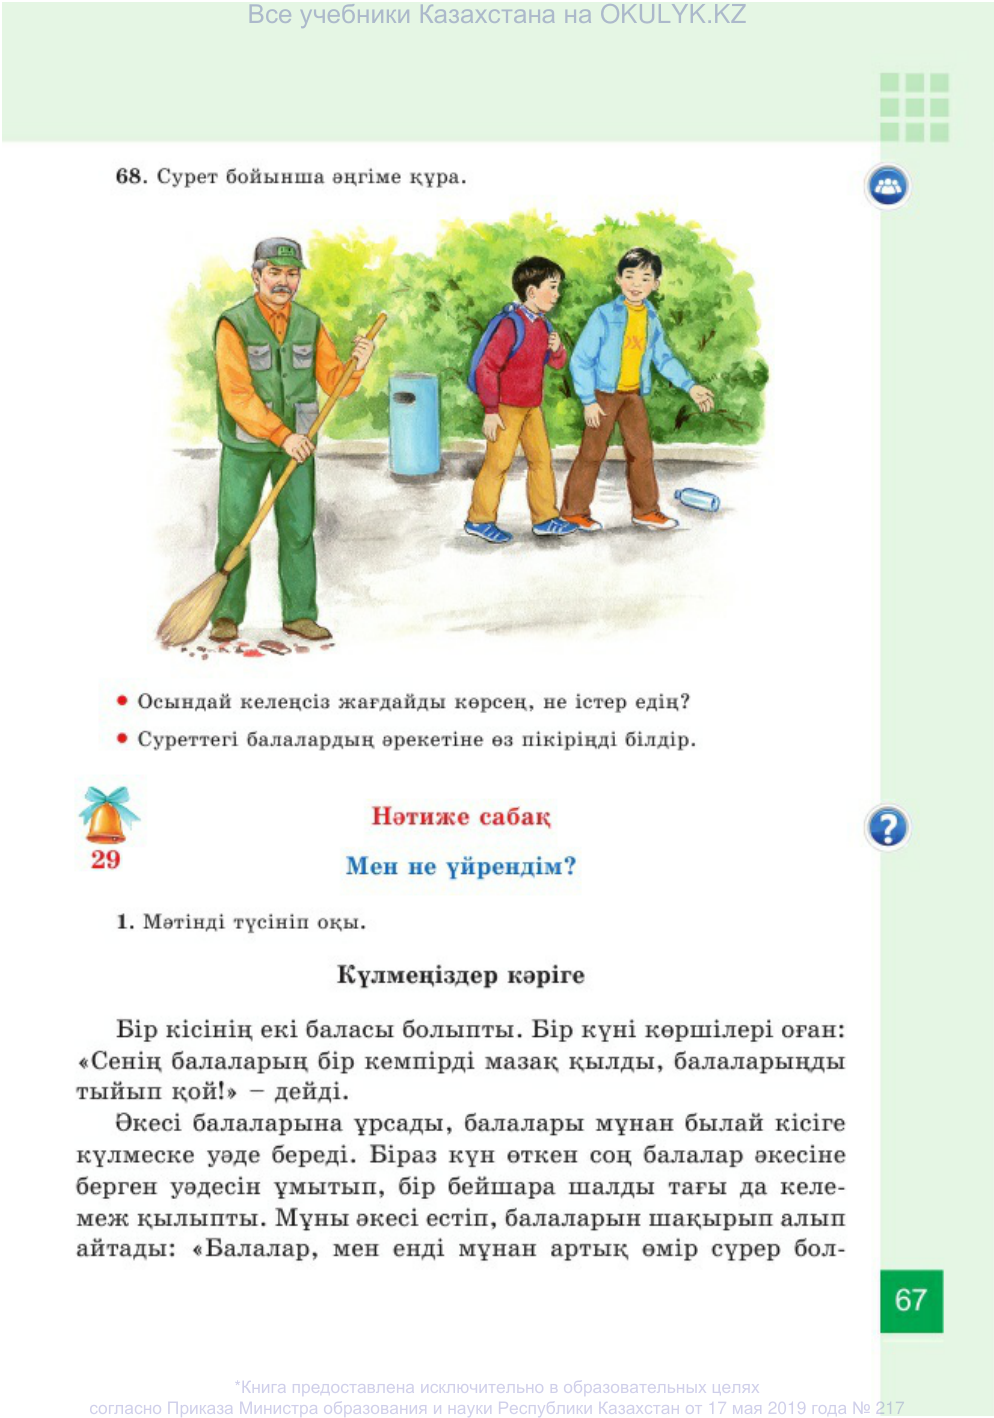 Все учебники Казахстана на OKULYK.KZ
68. Сурет бойынша әңгіме құра.
• Осындай келеңсіз жағдайды көрсең, не істер едің?
• Суреттегі балалардың әрекетіне өз пікіріңді білдір.
Нәтиже сабақ
?
29
Мен не үйрендім?
1. Мәтінді түсініп оқы.
Күлмеңіздер кәріге
Бір кісінің екі баласы болыпты. Бір күні көршілері оған:
«Сенің балаларың бір кемпірді мазақ қылды, балаларыңды
тыйып қой!» – дейді.
Әкесі балаларына ұрсады, балалары мұнан былай кісіге
күлмеске уәде береді. Біраз күн өткен соң балалар әкесіне
берген уәдесін ұмытып, бір бейшара шалды тағы да келе-
меж қылыпты. Мұны әкесі естіп, балаларын шақырып алып
айтады: «Балалар, мен енді мұнан артық өмір сүрер бол-
67
*Книга предоставлена исключительно в образовательных целях
согласно Приказа Министра образования и науки Республики Казахстан от 17 мая 2019 года № 217